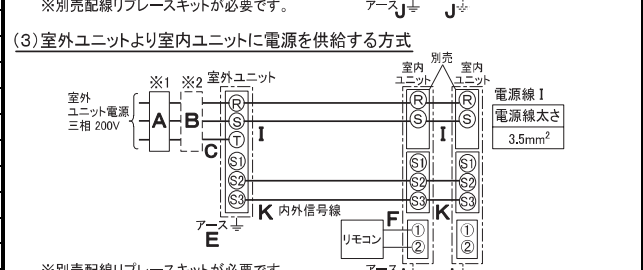 ※別売配線リプレースキットが必要です。
アース J
J
(3)室外ユニットより室内ユニットに電源を供給する方式
別売
※1 ※2 室外ユニット
室内
ユニット
室内
ユニット
電源線 I
電源線太さ
3.5mm²
室外
ユニット電源
三相 200V
A
B
C
R
S
T
S1
S2
S3
I
R
S
S1
S2
S3
I
R
S
S1
S2
S3
K 内外信号線
K
アース
E
F
リモコン
①
②
①
②
※別売配線リプレースキットが必要です
アース